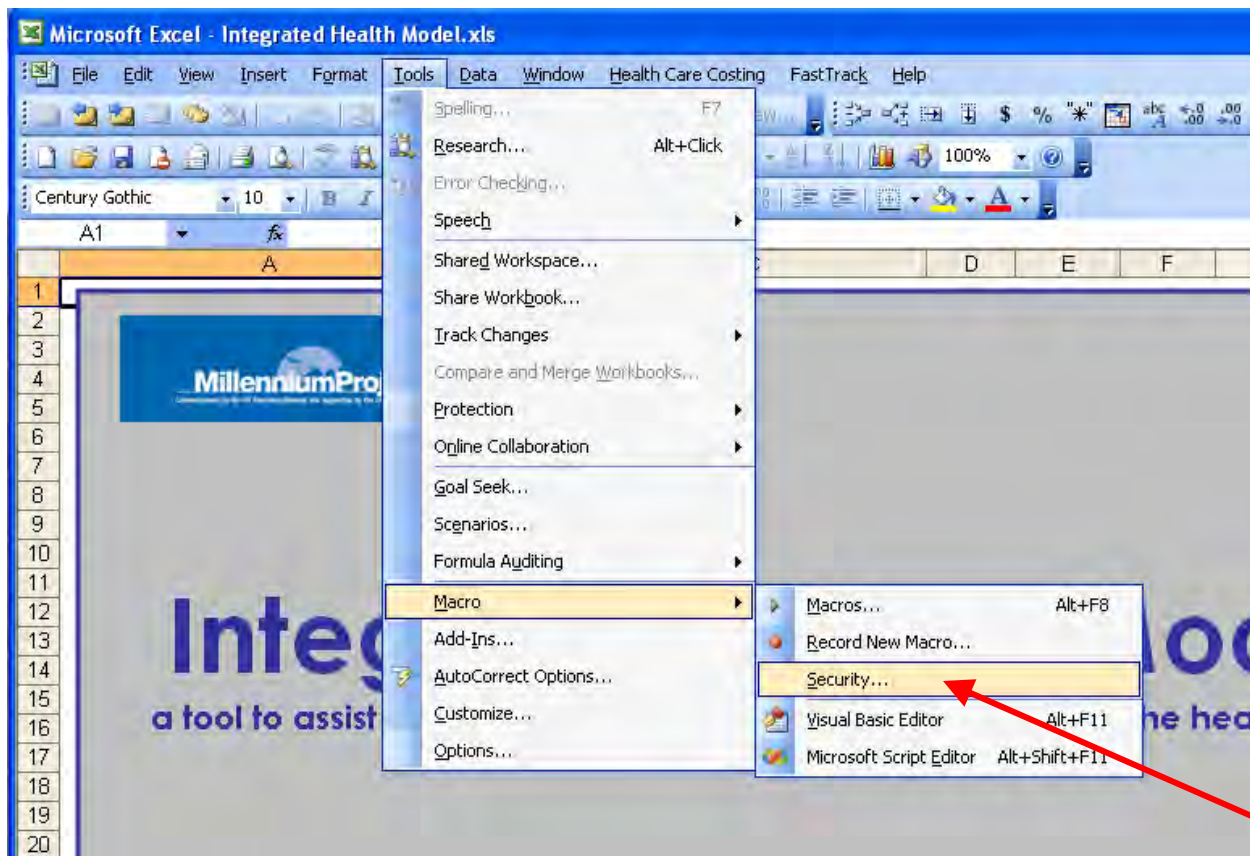 Microsoft Excel - Integrated Health Model.xls
File Edit View Insert Format Tools Data Window Health Care Costing FastTrack Help
100%
Century Gothic 10 B I
A1 fx
A D E F
1
2
3
4
5
6
7
8
9
10
11
12
13
14
15
16
17
18
19
20
MillenniumPro
Integ
a tool to assist
he hea
Spelling... F7
Research... Alt+Click
Error Checking...
Speech
Shared Workspace...
Share Workbook...
Track Changes
Compare and Merge Workbooks...
Protection
Online Collaboration
Goal Seek...
Scenarios...
Formula Auditing
Macro
Add-Ins...
AutoCorrect Options...
Customize...
Options...
Macros... Alt+F8
Record New Macro...
Security...
Visual Basic Editor Alt+F11
Microsoft Script Editor Alt+Shift+F11